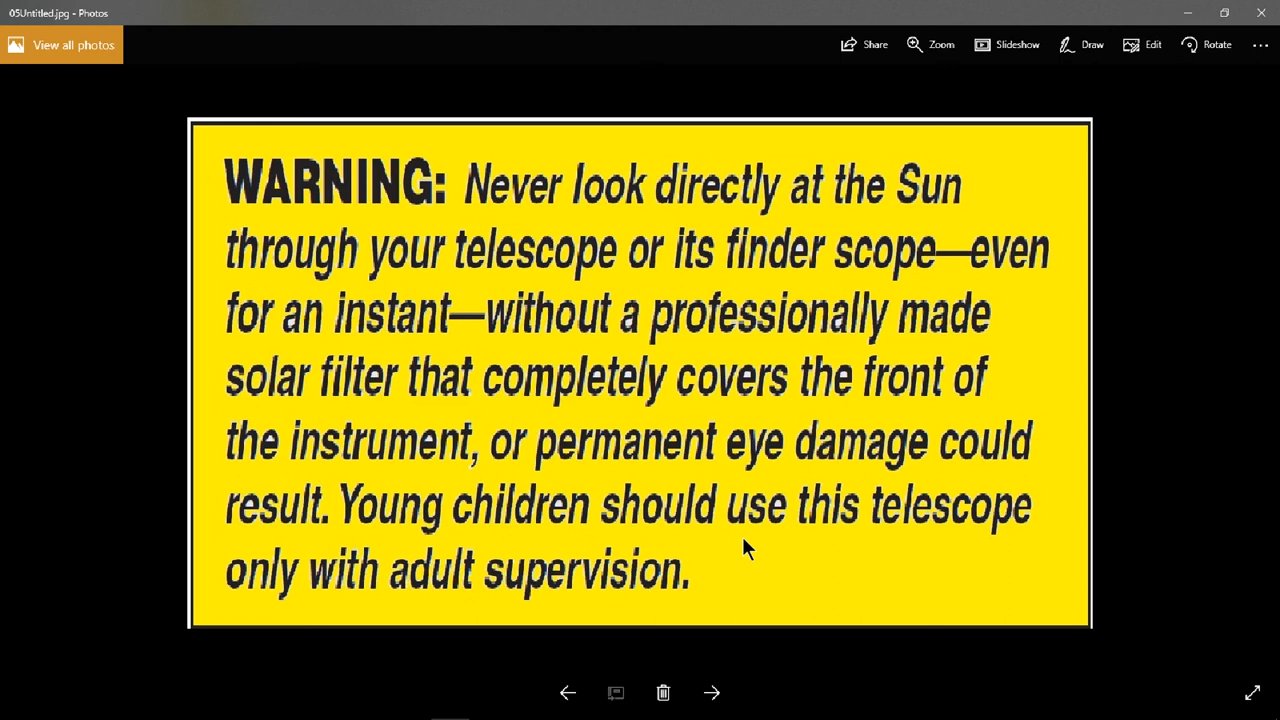 05Untitled.jpg - Photos
View all photos
Share
Zoom
Slideshow
Draw
Edit
Rotate
WARNING: Never look directly at the Sun
through your telescope or its finder scope—even
for an instant—without a professionally made
solar filter that completely covers the front of
the instrument, or permanent eye damage could
result. Young children should use this telescope
only with adult supervision.